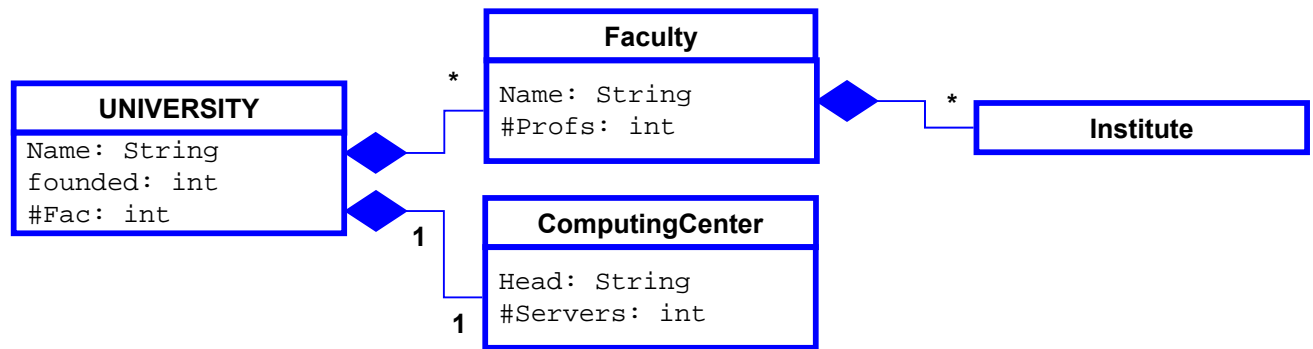 UNIVERSITY
Name: String
founded: int
#Fac: int
*
Faculty
Name: String
#Profs: int
*
Institute
1
1
ComputingCenter
Head: String
#Servers: int